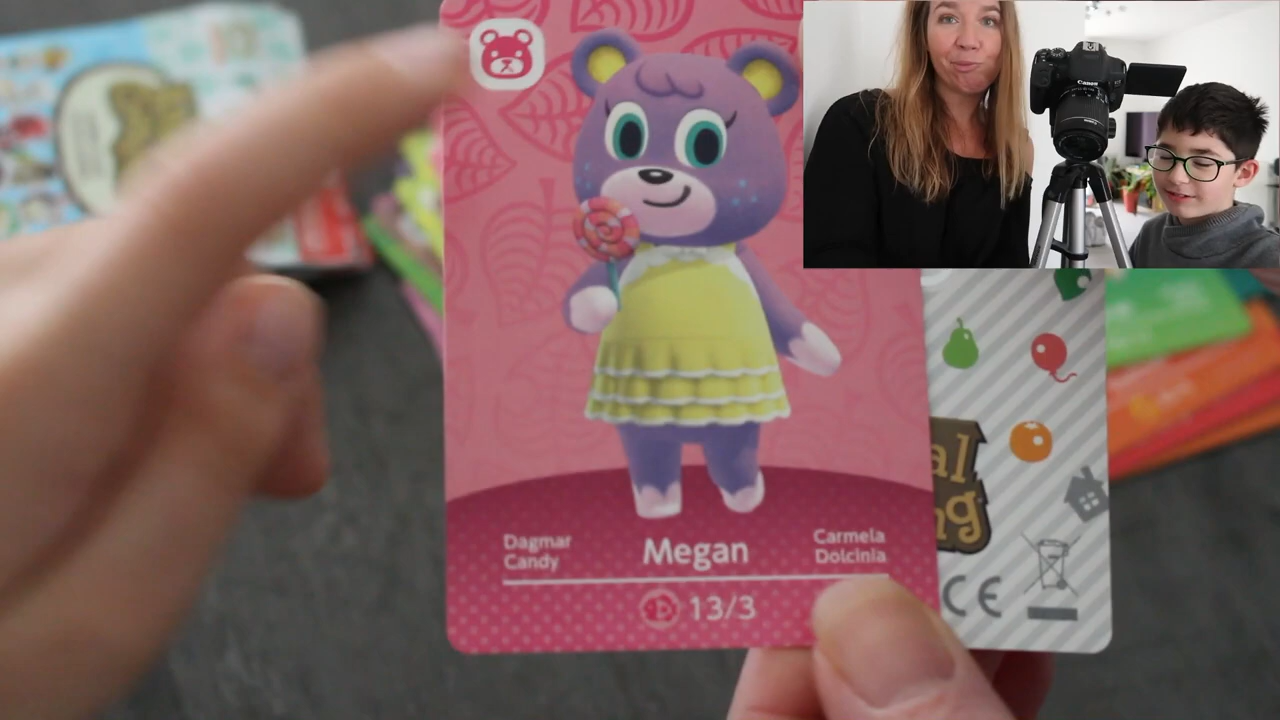 Canon
al
ng
Dagmar
Candy
Megan
Carmela
Dolcinia
13/3
CE